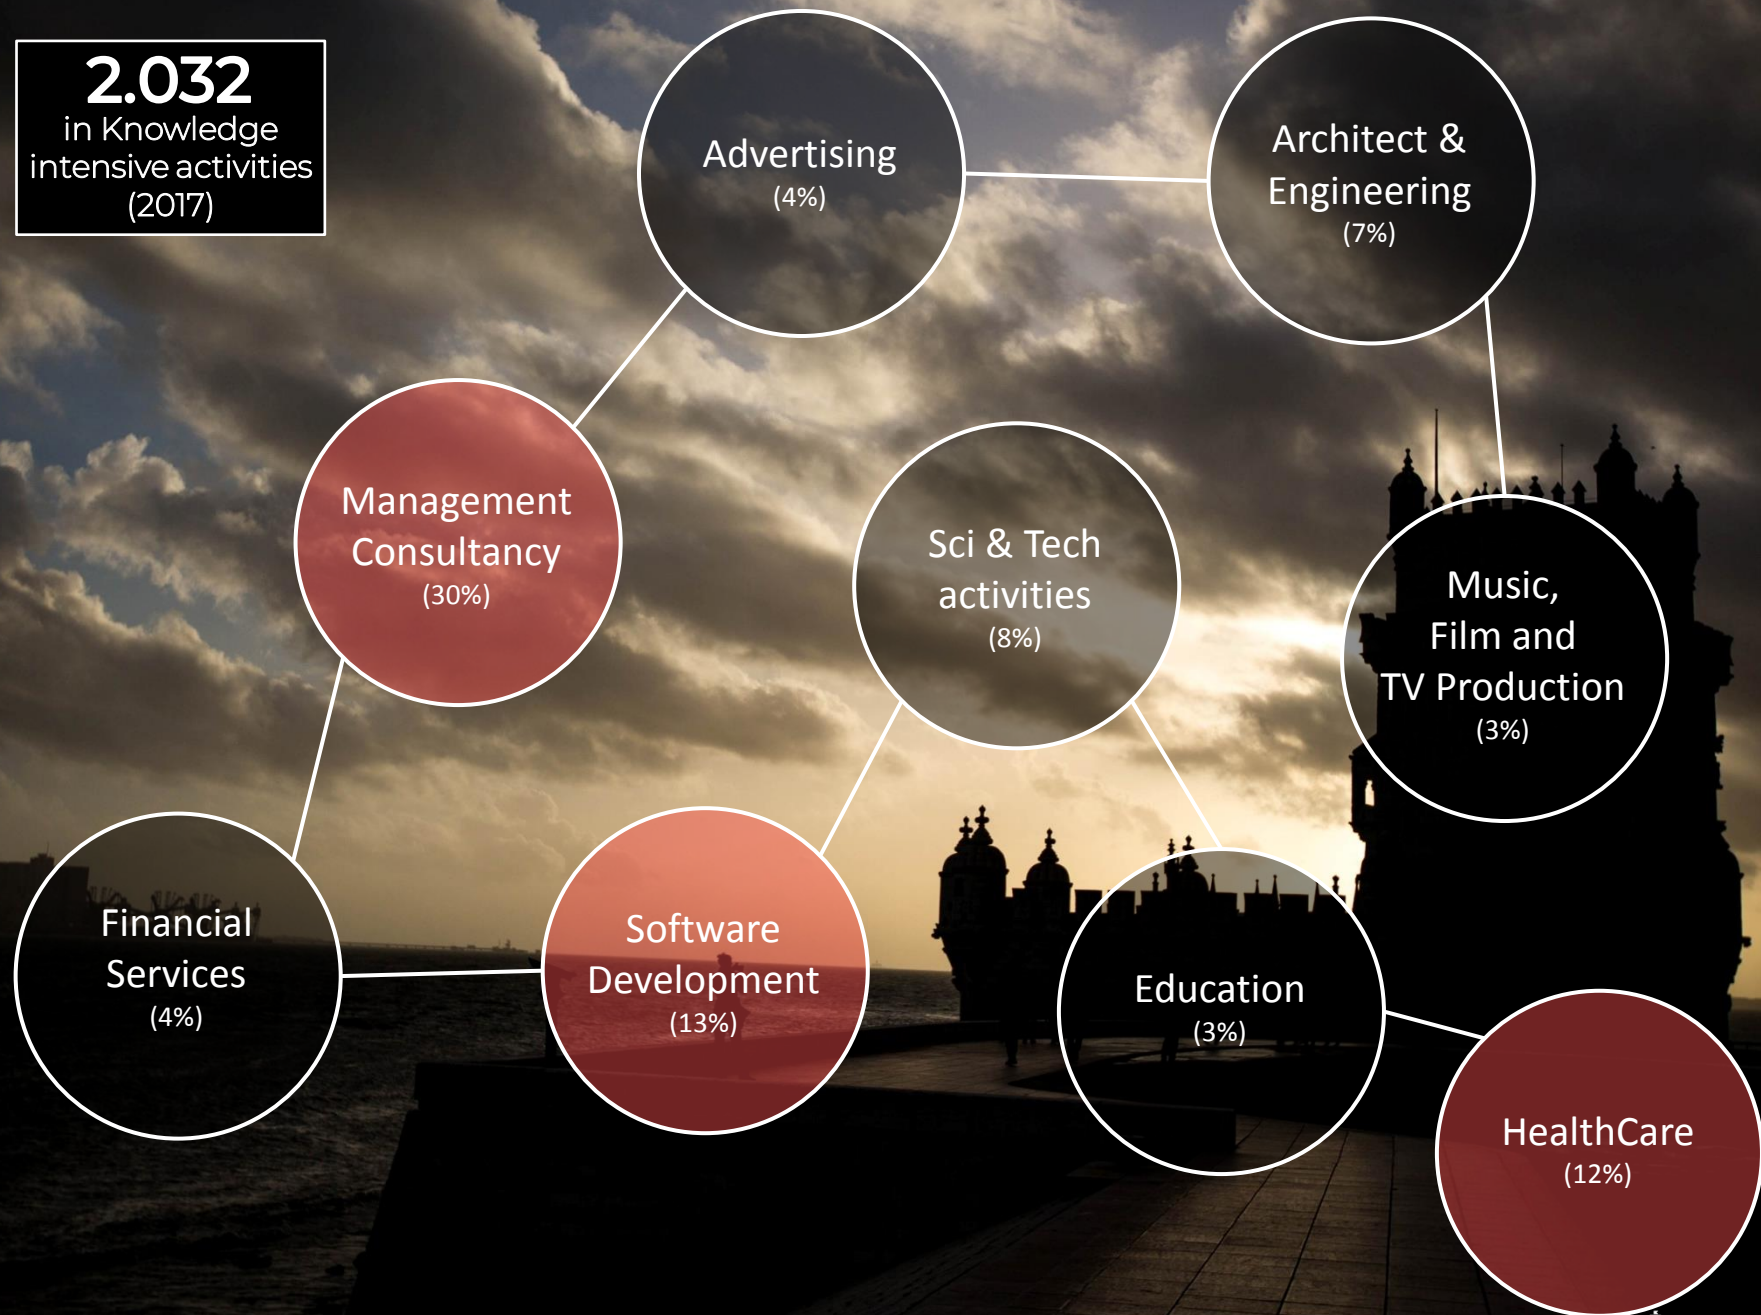 2.032
in Knowledge
intensive activities
(2017)
Advertising
(4%)
Architect &
Engineering
(7%)
Management
Consultancy
(30%)
Sci & Tech
activities
(8%)
Music,
Film and
TV Production
(3%)
Financial
Services
(4%)
Software
Development
(13%)
Education
(3%)
HealthCare
(12%)